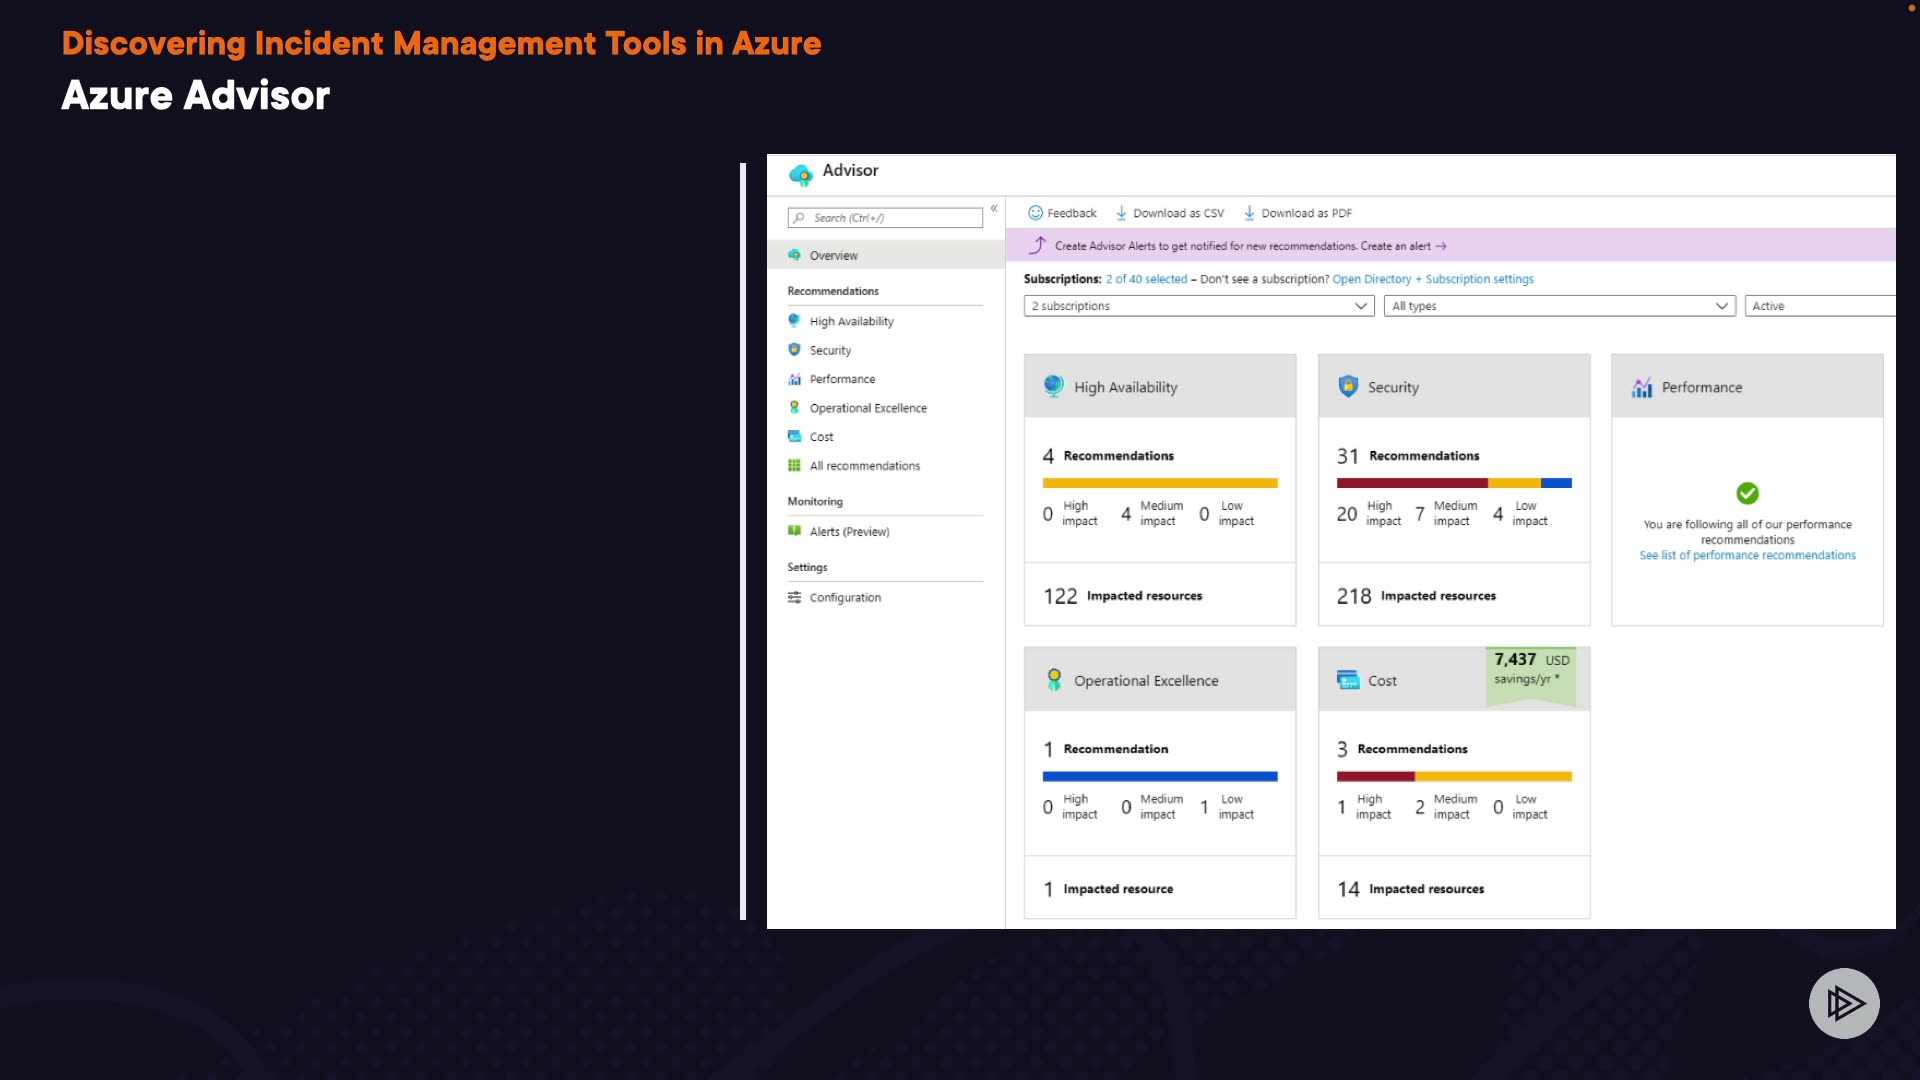 Discovering Incident Management Tools in Azure
Azure Advisor
Advisor
Search (Ctrl+/)
«
Overview
Recommendations
High Availability
Security
Performance
Operational Excellence
Cost
All recommendations
Monitoring
Alerts (Preview)
Settings
Configuration
Feedback
Download as CSV
Download as PDF
Create Advisor Alerts to get notified for new recommendations. Create an alert →
Subscriptions: 2 of 40 selected – Don't see a subscription? Open Directory + Subscription settings
2 subscriptions
All types
Active
High Availability
4 Recommendations
0 High impact
4 Medium impact
0 Low impact
122 Impacted resources
Security
31 Recommendations
20 High impact
7 Medium impact
4 Low impact
218 Impacted resources
Performance
You are following all of our performance
recommendations
See list of performance recommendations
Operational Excellence
1 Recommendation
0 High impact
0 Medium impact
1 Low impact
1 Impacted resource
Cost
7,437 USD
savings/yr *
3 Recommendations
1 High impact
2 Medium impact
0 Low impact
14 Impacted resources